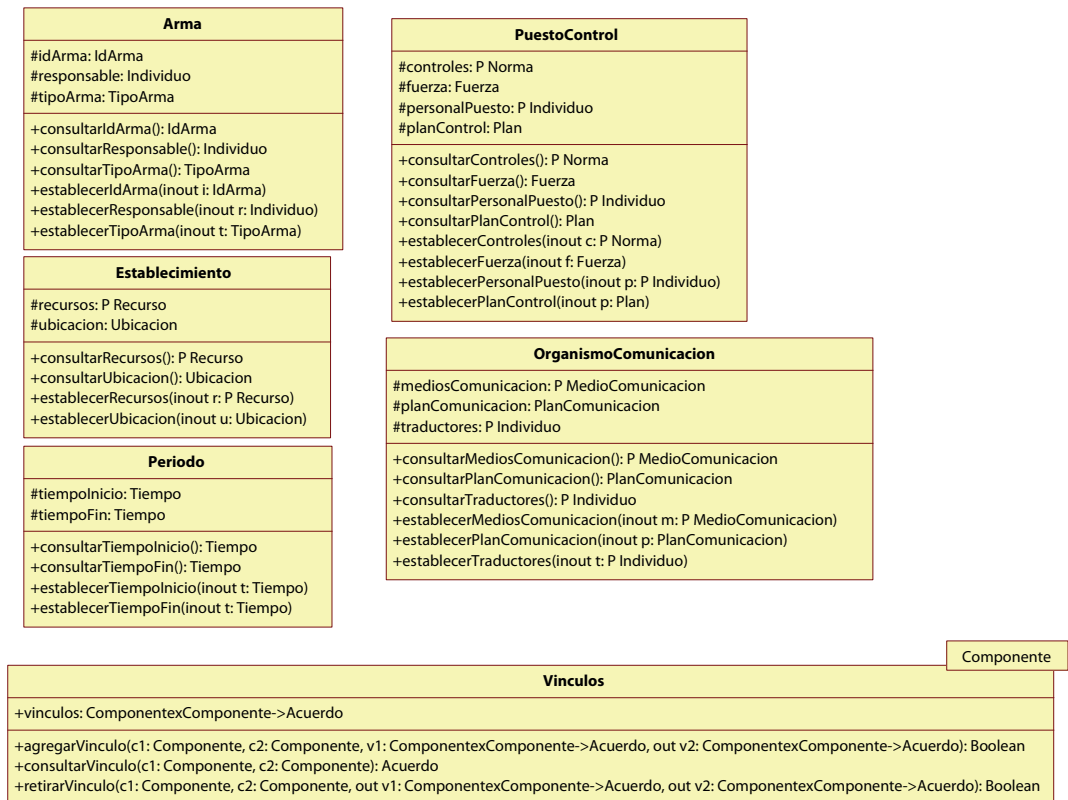 Arma
#idArma: IdArma
#responsable: Individuo
#tipoArma: TipoArma
+consultarIdArma(): IdArma
+consultarResponsable(): Individuo
+consultarTipoArma(): TipoArma
+establecerIdArma(inout i: IdArma)
+establecerResponsable(inout r: Individuo)
+establecerTipoArma(inout t: TipoArma)
Establecimiento
#recursos: P Recurso
#ubicacion: Ubicacion
+consultarRecursos(): P Recurso
+consultarUbicacion(): Ubicacion
+establecerRecursos(inout r: P Recurso)
+establecerUbicacion(inout u: Ubicacion)
Periodo
#tiempoInicio: Tiempo
#tiempoFin: Tiempo
+consultarTiempoInicio(): Tiempo
+consultarTiempoFin(): Tiempo
+establecerTiempoInicio(inout t: Tiempo)
+establecerTiempoFin(inout t: Tiempo)
PuestoControl
#controles: P Norma
#fuerza: Fuerza
#personalPuesto: P Individuo
#planControl: Plan
+consultarControles(): P Norma
+consultarFuerza(): Fuerza
+consultarPersonalPuesto(): P Individuo
+consultarPlanControl(): Plan
+establecerControles(inout c: P Norma)
+establecerFuerza(inout f: Fuerza)
+establecerPersonalPuesto(inout p: P Individuo)
+establecerPlanControl(inout p: Plan)
OrganismoComunicacion
#mediosComunicacion: P MedioComunicacion
#planComunicacion: PlanComunicacion
#traductores: P Individuo
+consultarMediosComunicacion(): P MedioComunicacion
+consultarPlanComunicacion(): PlanComunicacion
+consultarTraductores(): P Individuo
+establecerMediosComunicacion(inout m: P MedioComunicacion)
+establecerPlanComunicacion(inout p: PlanComunicacion)
+establecerTraductores(inout t: P Individuo)
Componente
Vinculos
+vinculos: ComponentexComponente->Acuerdo
+agregarVinculo(c1: Componente, c2: Componente, v1: ComponentexComponente->Acuerdo, out v2: ComponentexComponente->Acuerdo): Boolean
+consultarVinculo(c1: Componente, c2: Componente): Acuerdo
+retirarVinculo(c1: Componente, c2: Componente, out v1: ComponentexComponente->Acuerdo, out v2: ComponentexComponente->Acuerdo): Boolean